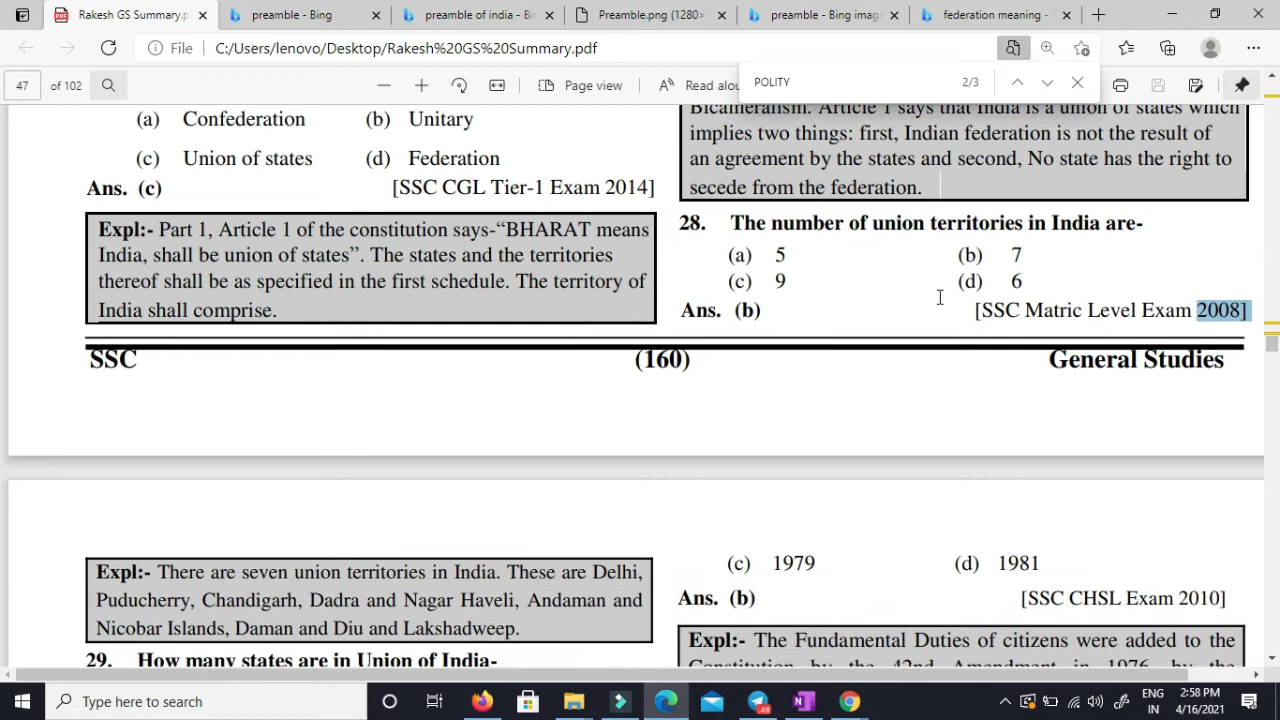 Rakesh GS Summary.p
preamble - Bing
preamble of india - Bi
Preamble.png (1280×
preamble - Bing imag
federation meaning -
File
C:/Users/lenovo/Desktop/Rakesh%20GS%20Summary.pdf
47
of 102
Page view
Read alou
POLITY
2/3
(a) Confederation (b) Unitary
(c) Union of states (d) Federation
Ans. (c) [SSC CGL Tier-1 Exam 2014]
Expl:- Part 1, Article 1 of the constitution says-“BHARAT means
India, shall be union of states”. The states and the territories
thereof shall be as specified in the first schedule. The territory of
India shall comprise.
Bicameransm. Article 1 says that India is a union of states which
implies two things: first, Indian federation is not the result of
an agreement by the states and second, No state has the right to
secede from the federation.
28. The number of union territories in India are-
(a) 5 (b) 7
(c) 9 (d) 6
Ans. (b) [SSC Matric Level Exam 2008]
SSC (160) General Studies
Expl:- There are seven union territories in India. These are Delhi,
Puducherry, Chandigarh, Dadra and Nagar Haveli, Andaman and
Nicobar Islands, Daman and Diu and Lakshadweep.
29. How many states are in Union of India-
(c) 1979 (d) 1981
Ans. (b) [SSC CHSL Exam 2010]
Expl:- The Fundamental Duties of citizens were added to the
Constitution by the 42nd Amendment in 1976, by the
Type here to search
ENG
IN
2:58 PM
4/16/2021